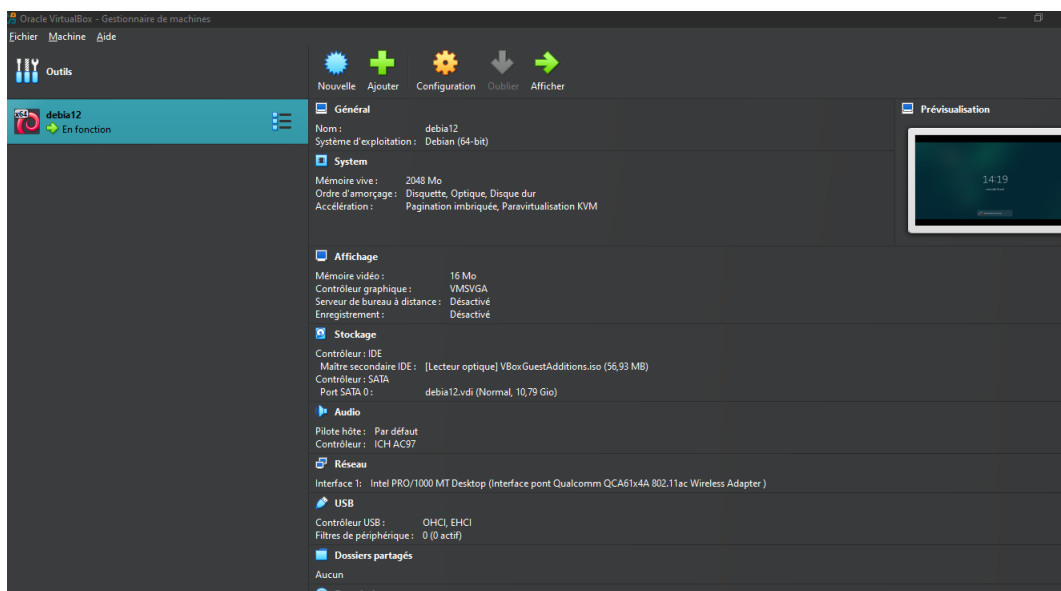 Oracle VirtualBox - Gestionnaire de machines
Fichier Machine Aide
Outils
Nouvelle Ajouter Configuration Oublier Afficher
x64
debia12
En fonction
Général
Nom : debia12
Système d'exploitation : Debian (64-bit)
Prévisualisation
14:19
System
Mémoire vive : 2048 Mo
Ordre d'amorçage : Disquette, Optique, Disque dur
Accélération : Pagination imbriquée, Paravirtualisation KVM
Affichage
Mémoire vidéo : 16 Mo
Contrôleur graphique : VMSVGA
Serveur de bureau à distance : Désactivé
Enregistrement : Désactivé
Stockage
Contrôleur : IDE
Maître secondaire IDE : [Lecteur optique] VBoxGuestAdditions.iso (56,93 MB)
Contrôleur : SATA
Port SATA 0 : debia12.vdi (Normal, 10,79 Gio)
Audio
Pilote hôte : Par défaut
Contrôleur : ICH AC97
Réseau
Interface 1: Intel PRO/1000 MT Desktop (Interface pont Qualcomm QCA61x4A 802.11ac Wireless Adapter )
USB
Contrôleur USB : OHCI, EHCI
Filtres de périphérique : 0 (0 actif)
Dossiers partagés
Aucun